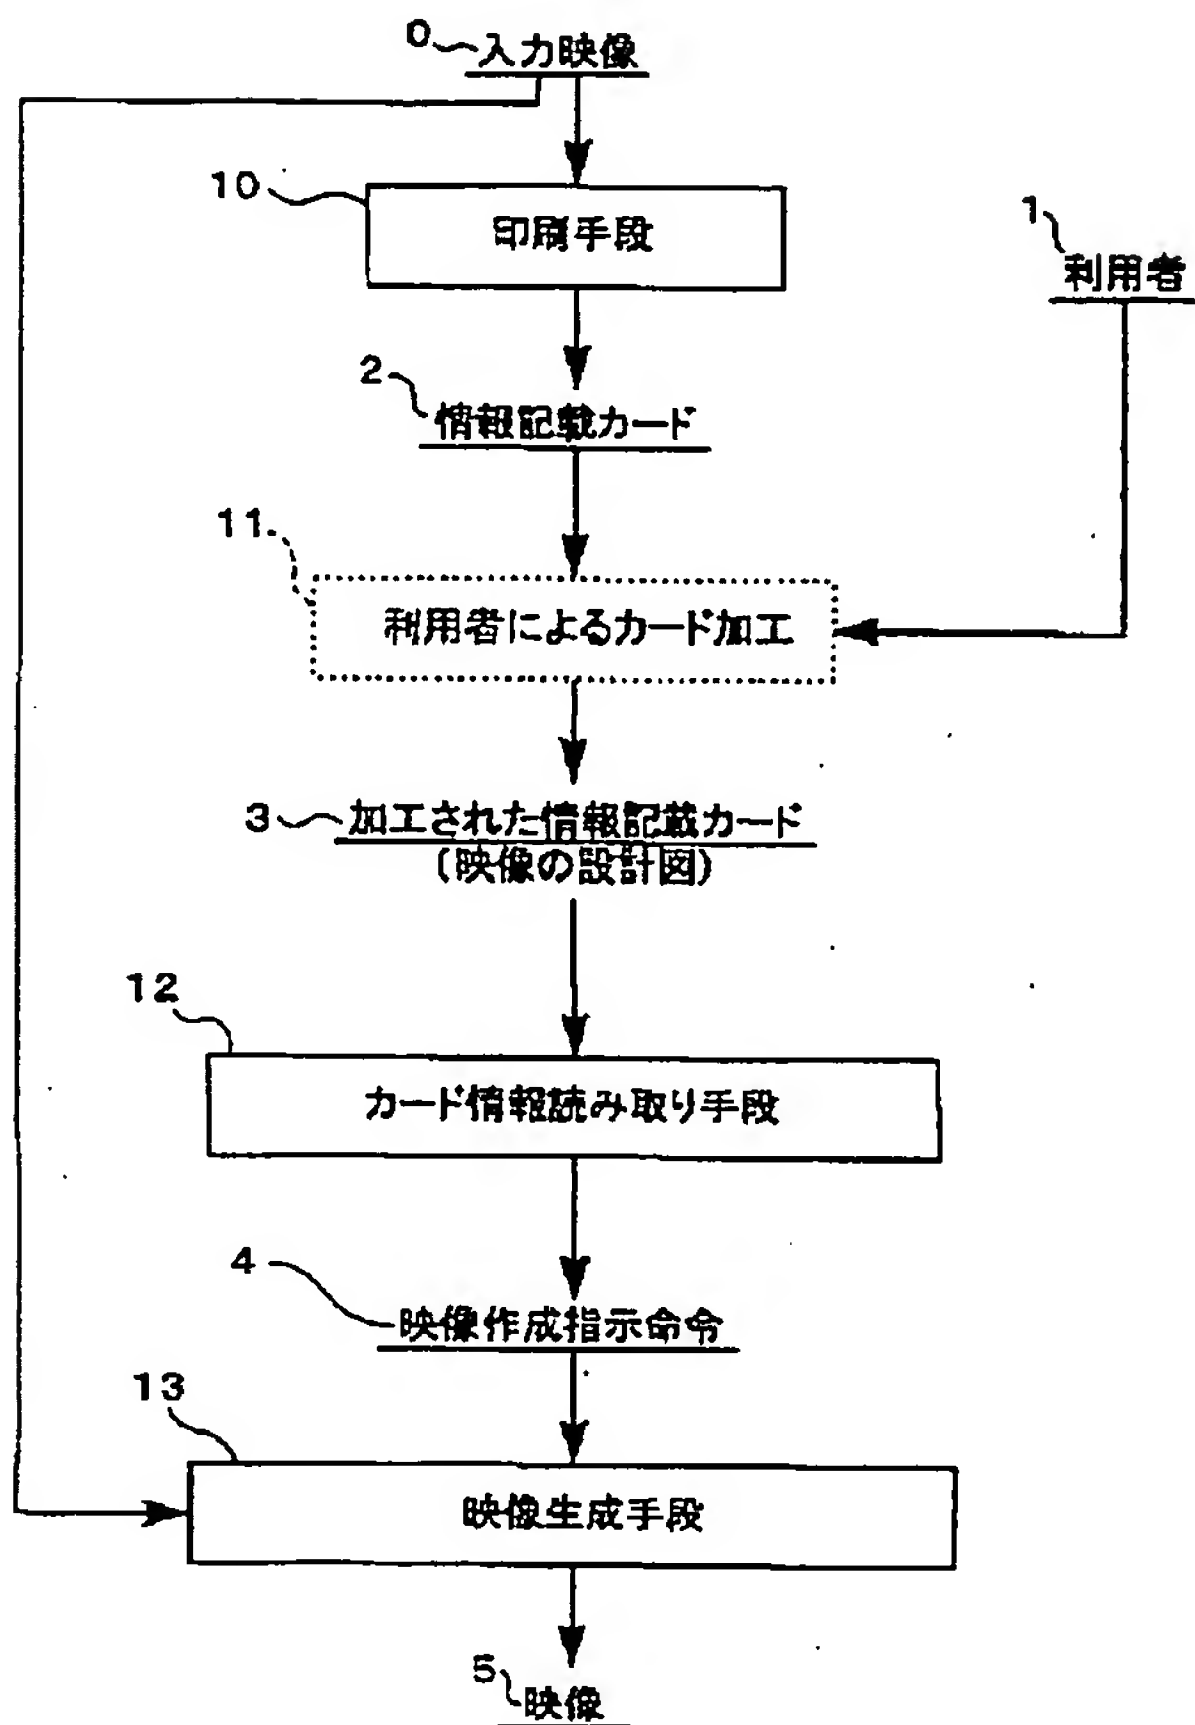 0 入力映像
10
印刷手段
1
利用者
2
情報記載カード
11
利用者によるカード加工
3 加工された情報記載カード
(映像の設計図)
12
カード情報読み取り手段
4
映像作成指示命令
13
映像生成手段
5
映像